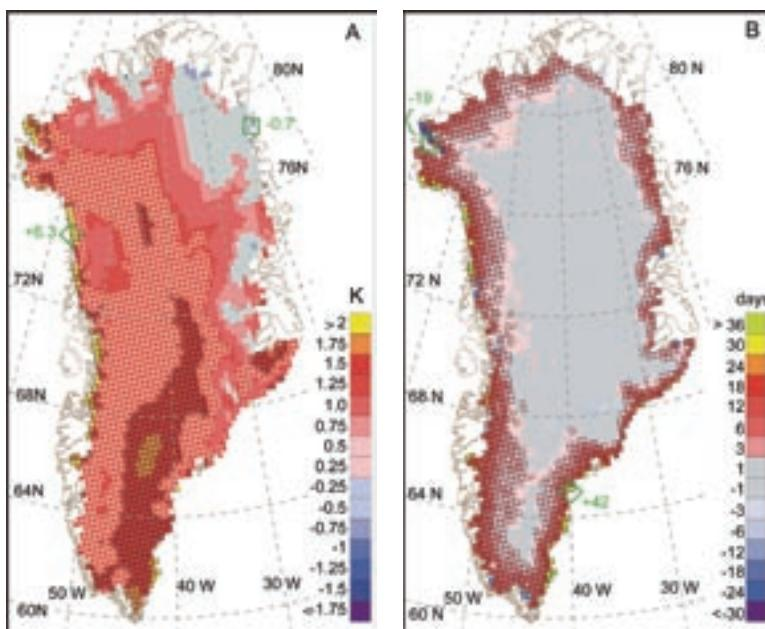 A
80N
-0.7
76N
+6.3
72N
K
>2
1.75
1.5
1.25
1.0
0.5
0.25
-0.25
-0.5
-0.75
-1
-1.25
-1.5
<-1.75
68N
64N
60N
50 W
40 W
30 W
B
80 N
-19
76 N
72 N
days
> 36
30
24
18
12
6
3
1
-1
-3
-6
-12
-18
-24
<-30
68 N
64 N
+42
60 N
50 W
40 W
30 W